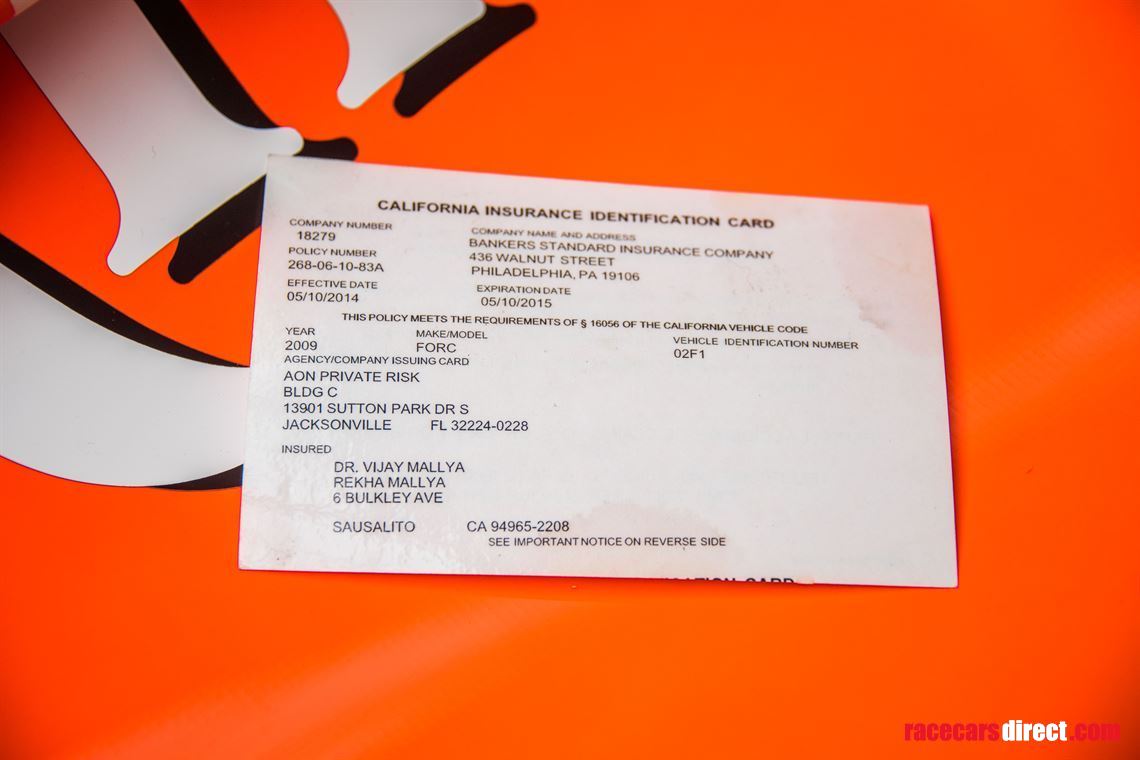 CALIFORNIA INSURANCE IDENTIFICATION CARD
COMPANY NUMBER
18279
COMPANY NAME AND ADDRESS
BANKERS STANDARD INSURANCE COMPANY
436 WALNUT STREET
PHILADELPHIA, PA 19106
POLICY NUMBER
268-06-10-83A
EFFECTIVE DATE
05/10/2014
EXPIRATION DATE
05/10/2015
THIS POLICY MEETS THE REQUIREMENTS OF § 16056 OF THE CALIFORNIA VEHICLE CODE
YEAR
2009
MAKE/MODEL
FORC
VEHICLE IDENTIFICATION NUMBER
02F1
AGENCY/COMPANY ISSUING CARD
AON PRIVATE RISK
BLDG C
13901 SUTTON PARK DR S
JACKSONVILLE FL 32224-0228
INSURED
DR. VIJAY MALLYA
REKHA MALLYA
6 BULKLEY AVE
SAUSALITO CA 94965-2208
SEE IMPORTANT NOTICE ON REVERSE SIDE
CARD
racecarsdirect.com